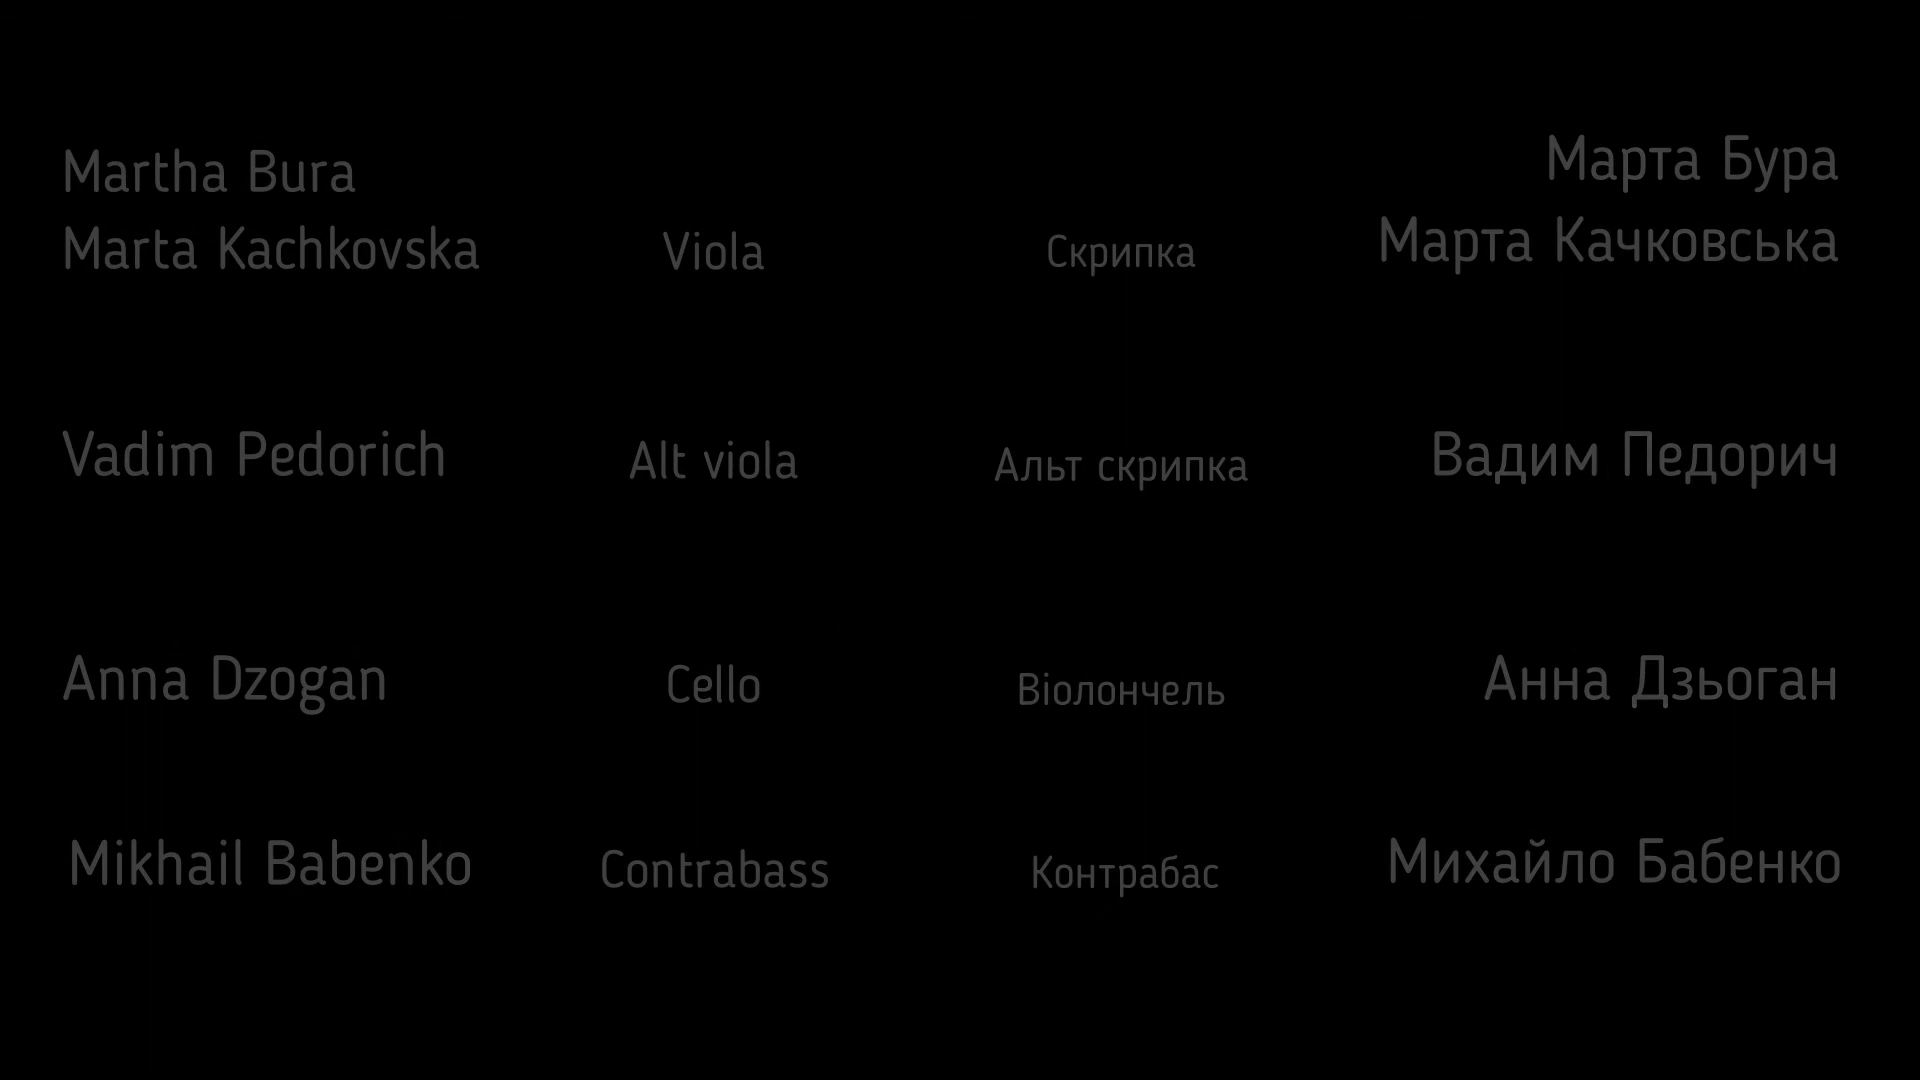 Martha Bura Марта Бура
Marta Kachkovska Viola Скрипка Марта Качковська
Vadim Pedorich Alt viola Альт скрипка Вадим Педорич
Anna Dzogan Cello Віолончель Анна Дзьоган
Mikhail Babenko Contrabass Контрабас Михайло Бабенко